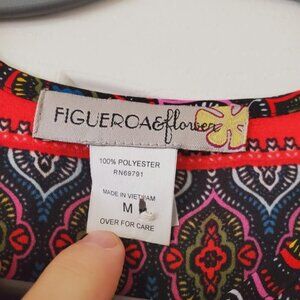 FIGUEROA&flower
100% POLYESTER
RN69791
MADE IN VIETNAM
M
OVER FOR CARE